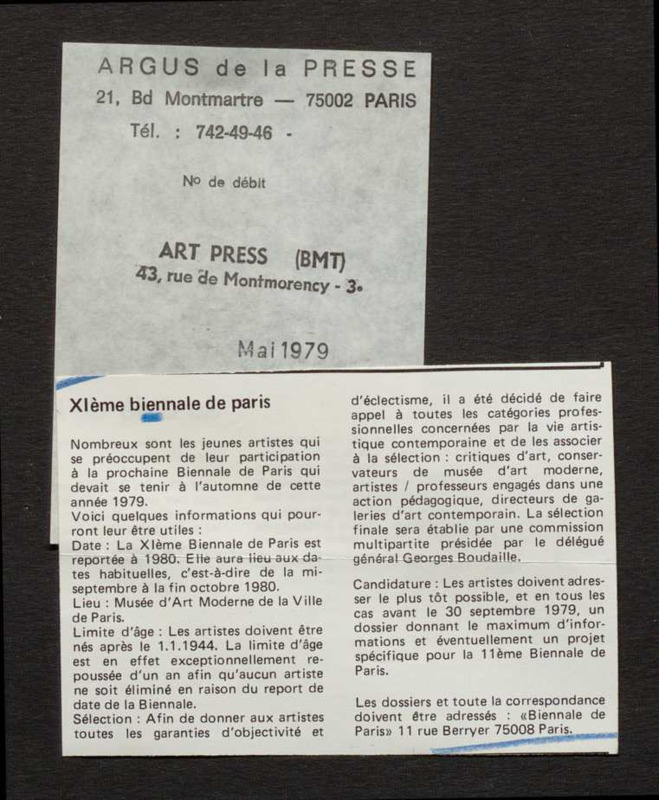 ARGUS de la PRESSE
21, Bd Montmartre — 75002 PARIS
Tél. : 742-49-46 -
No de débit
ART PRESS (BMT)
43, rue de Montmorency - 3e
Mai 1979
XIème biennale de paris
Nombreux sont les jeunes artistes qui
se préoccupent de leur participation
à la prochaine Biennale de Paris qui
devait se tenir à l'automne de cette
année 1979.
Voici quelques informations qui pour-
ront leur être utiles :
Date : La XIème Biennale de Paris est
reportée à 1980. Elle aura lieu aux da-
tes habituelles, c'est-à-dire de la mi-
septembre à la fin octobre 1980.
Lieu : Musée d'Art Moderne de la Ville
de Paris.
Limite d'âge : Les artistes doivent être
nés après le 1.1.1944. La limite d'âge
est en effet exceptionnellement re-
poussée d'un an afin qu'aucun artiste
ne soit éliminé en raison du report de
date de la Biennale.
Sélection : Afin de donner aux artistes
toutes les garanties d'objectivité et
d'éclectisme, il a été décidé de faire
appel à toutes les catégories profes-
sionnelles concernées par la vie artis-
tique contemporaine et de les associer
à la sélection : critiques d'art, conser-
vateurs de musée d'art moderne,
artistes / professeurs engagés dans une
action pédagogique, directeurs de ga-
leries d'art contemporain. La sélection
finale sera établie par une commission
multipartite présidée par le délégué
général Georges Boudaille.
Candidature : Les artistes doivent adres-
ser le plus tôt possible, et en tous les
cas avant le 30 septembre 1979, un
dossier donnant le maximum d'infor-
mations et éventuellement un projet
spécifique pour la 11ème Biennale de
Paris.
Les dossiers et toute la correspondance
doivent être adressés : «Biennale de
Paris» 11 rue Berryer 75008 Paris.